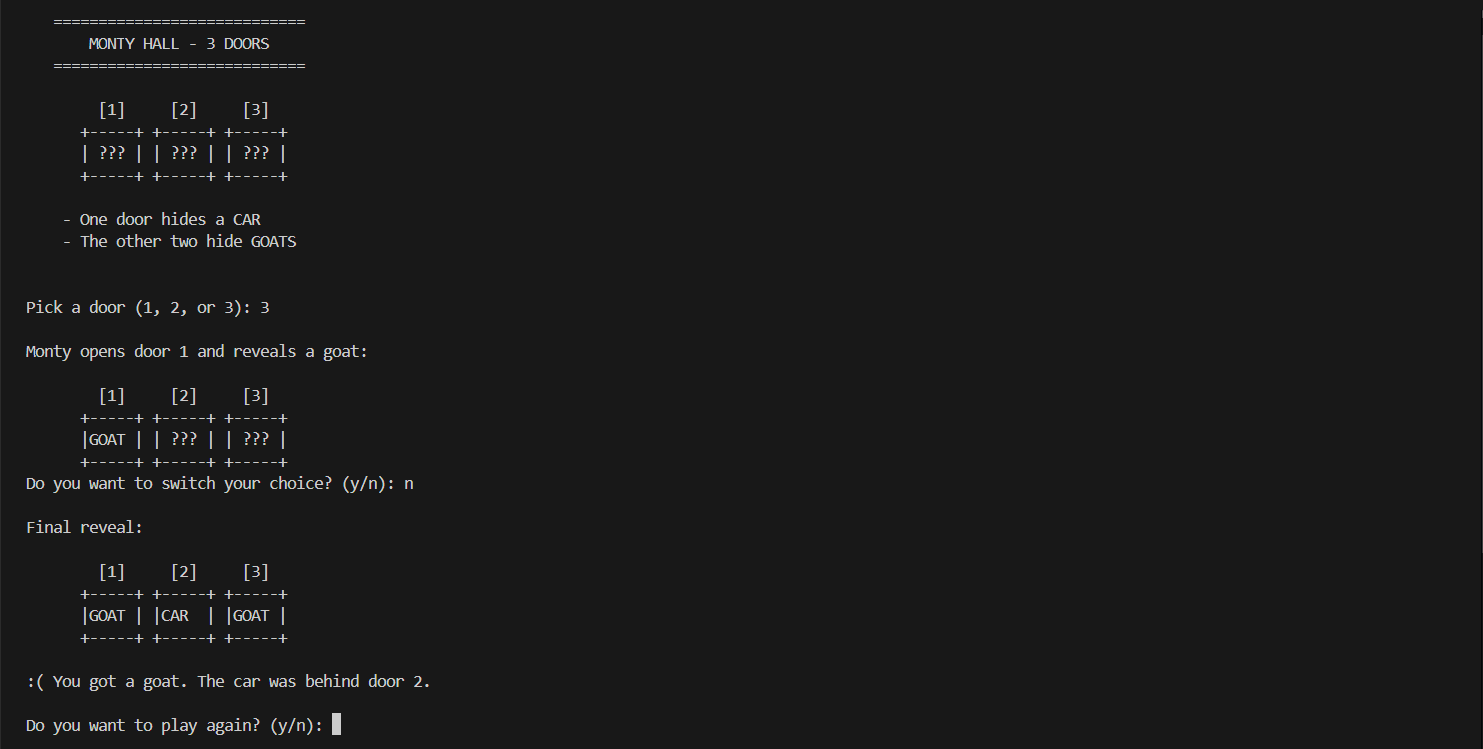 ============================
MONTY HALL - 3 DOORS
============================
[1] [2] [3]
+-----+ +-----+ +-----+
| ??? | | ??? | | ??? |
+-----+ +-----+ +-----+
- One door hides a CAR
- The other two hide GOATS
Pick a door (1, 2, or 3): 3
Monty opens door 1 and reveals a goat:
[1] [2] [3]
+-----+ +-----+ +-----+
|GOAT | | ??? | | ??? |
+-----+ +-----+ +-----+
Do you want to switch your choice? (y/n): n
Final reveal:
[1] [2] [3]
+-----+ +-----+ +-----+
|GOAT | |CAR  | |GOAT |
+-----+ +-----+ +-----+
:( You got a goat. The car was behind door 2.
Do you want to play again? (y/n):